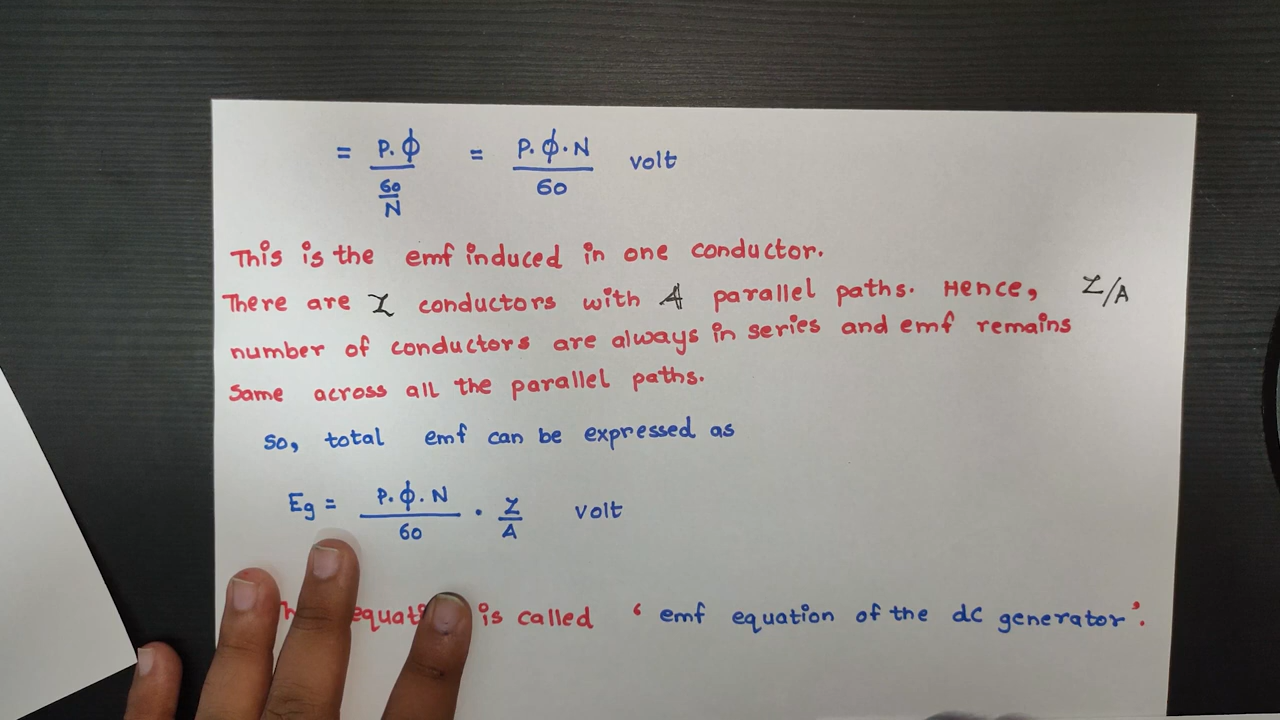 = P.ϕ / (60/N) = P.ϕ.N / 60 volt
This is the emf induced in one conductor.
There are Z conductors with A parallel paths. Hence, Z/A
number of conductors are always in series and emf remains
Same across all the parallel paths.
So, total emf can be expressed as
Eg = P.ϕ.N / 60 . Z / A volt
is called ‘ emf equation of the dc generator’.